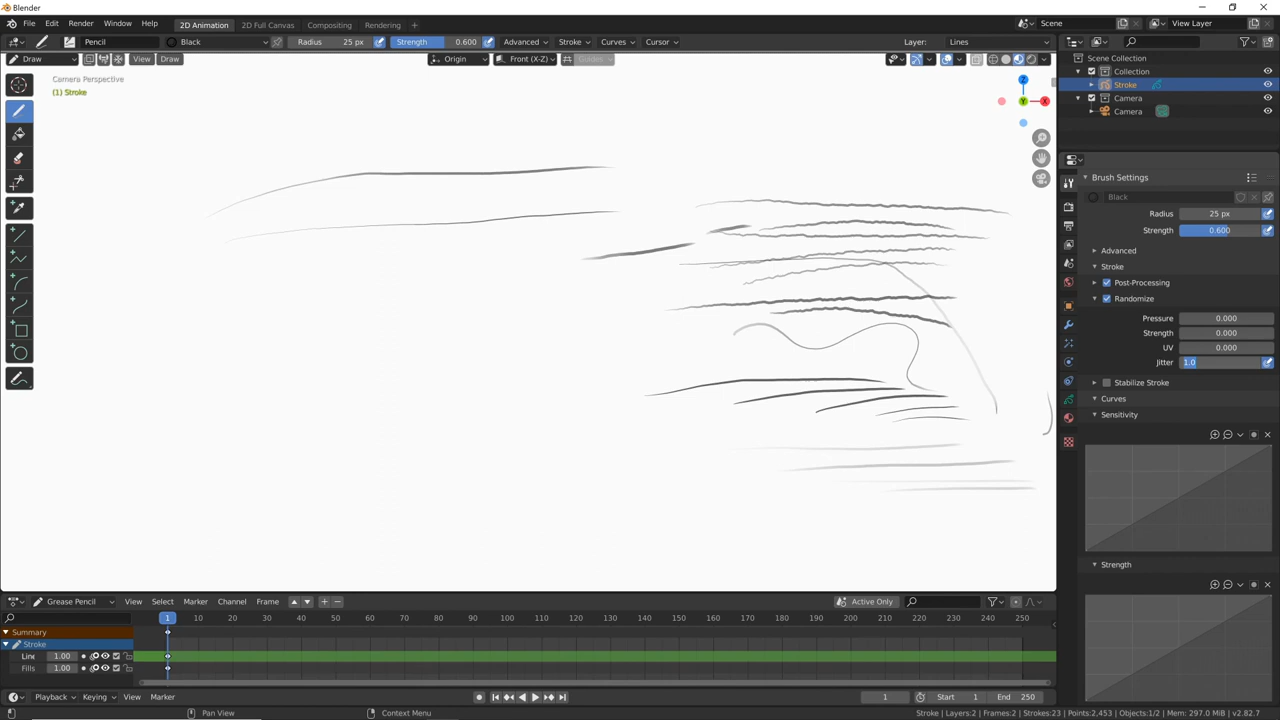 Blender
File Edit Render Window Help 2D Animation 2D Full Canvas Compositing Rendering Scene View Layer
Pencil Black Radius 25 px Strength 0.600 Advanced Stroke Curves Cursor Layer: Lines
Draw View Draw Origin Front (X-Z) Guides
Camera Perspective
(1) Stroke
Z
Y X
Scene Collection
Collection
Stroke
Camera
Camera
Brush Settings
Black
Radius 25 px
Strength 0.600
Advanced
Stroke
Post-Processing
Randomize
Pressure 0.000
Strength 0.000
UV 0.000
Jitter 1.0
Stabilize Stroke
Curves
Sensitivity
Strength
Grease Pencil View Select Marker Channel Frame Active Only
1 10 20 30 40 50 60 70 80 90 100 110 120 130 140 150 160 170 180 190 200 210 220 230 240 250
Summary
Stroke
Line 1.00
Fills 1.00
Playback Keying View Marker 1 Start 1 End 250
Pan View Context Menu Stroke | Layers:2 | Frames:2 | Strokes:23 | Points:2,453 | Objects:1/2 | Mem: 297.0 MiB | v2.82.7